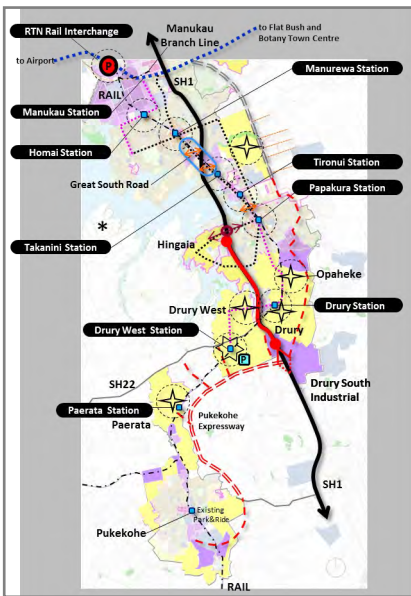 RTN Rail Interchange
Manukau
Branch Line
to Flat Bush and
Botany Town Centre
to Airport
P
SH1
RAIL
Manurewa Station
Manukau Station
Homai Station
Tironui Station
Great South Road
Papakura Station
*
Takanini Station
Hingaia
Opaheke
Drury West
Drury Station
Drury West Station
Drury
P
SH22
Drury South
Industrial
Paerata Station
Paerata
Pukekohe
Expressway
SH1
Existing
Park&Ride
Pukekohe
RAIL